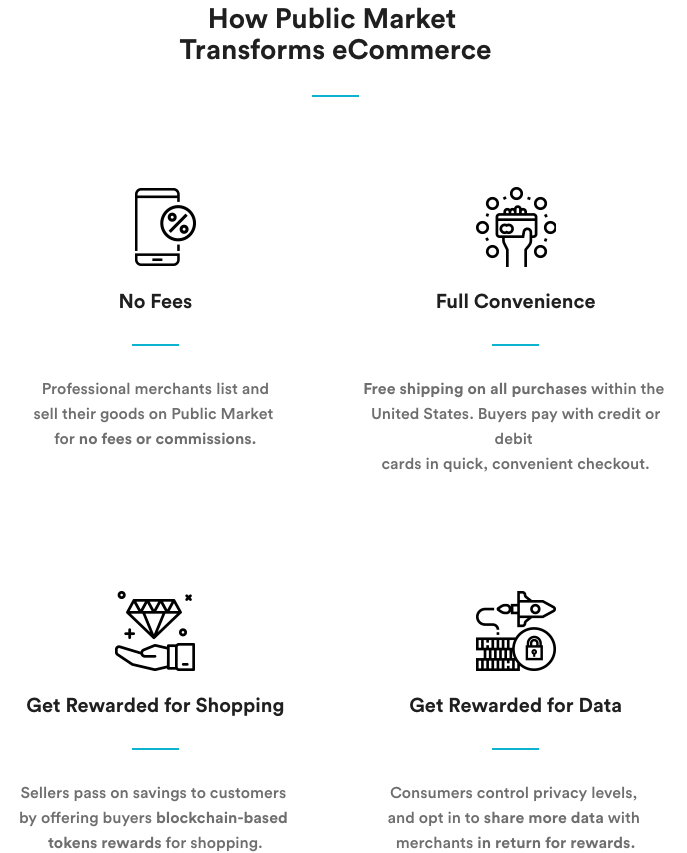 How Public Market
Transforms eCommerce
No Fees
Professional merchants list and
sell their goods on Public Market
for no fees or commissions.
Full Convenience
Free shipping on all purchases within the
United States. Buyers pay with credit or
debit
cards in quick, convenient checkout.
Get Rewarded for Shopping
Sellers pass on savings to customers
by offering buyers blockchain-based
tokens rewards for shopping.
Get Rewarded for Data
Consumers control privacy levels,
and opt in to share more data with
merchants in return for rewards.